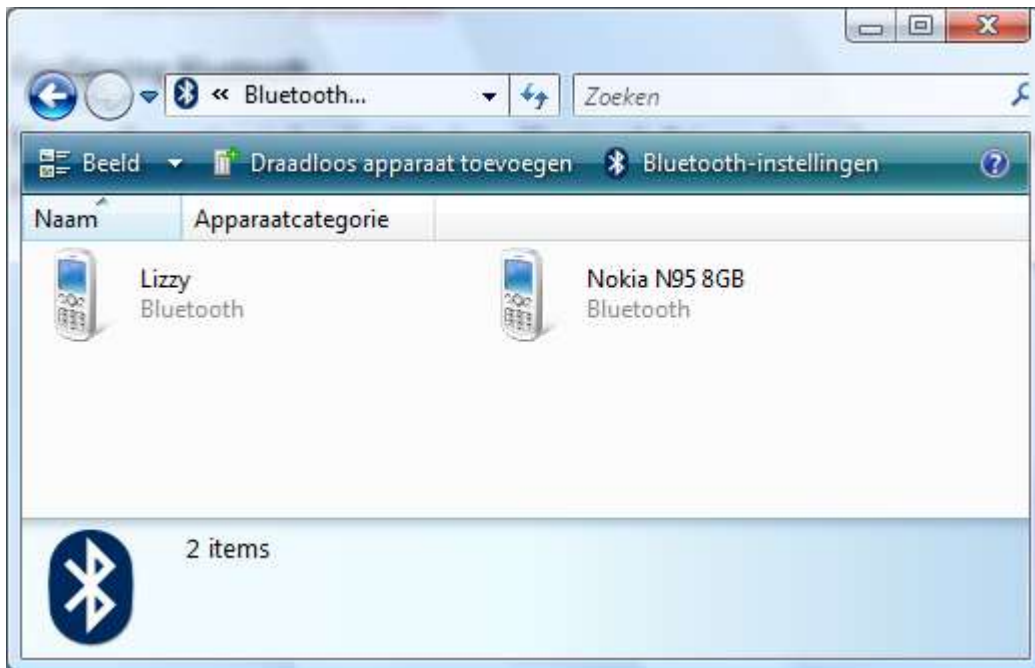 « Bluetooth... Zoeken
Beeld Draadloos apparaat toevoegen Bluetooth-instellingen
Naam Apparaatcategorie
Lizzy Nokia N95 8GB
Bluetooth Bluetooth
2 items